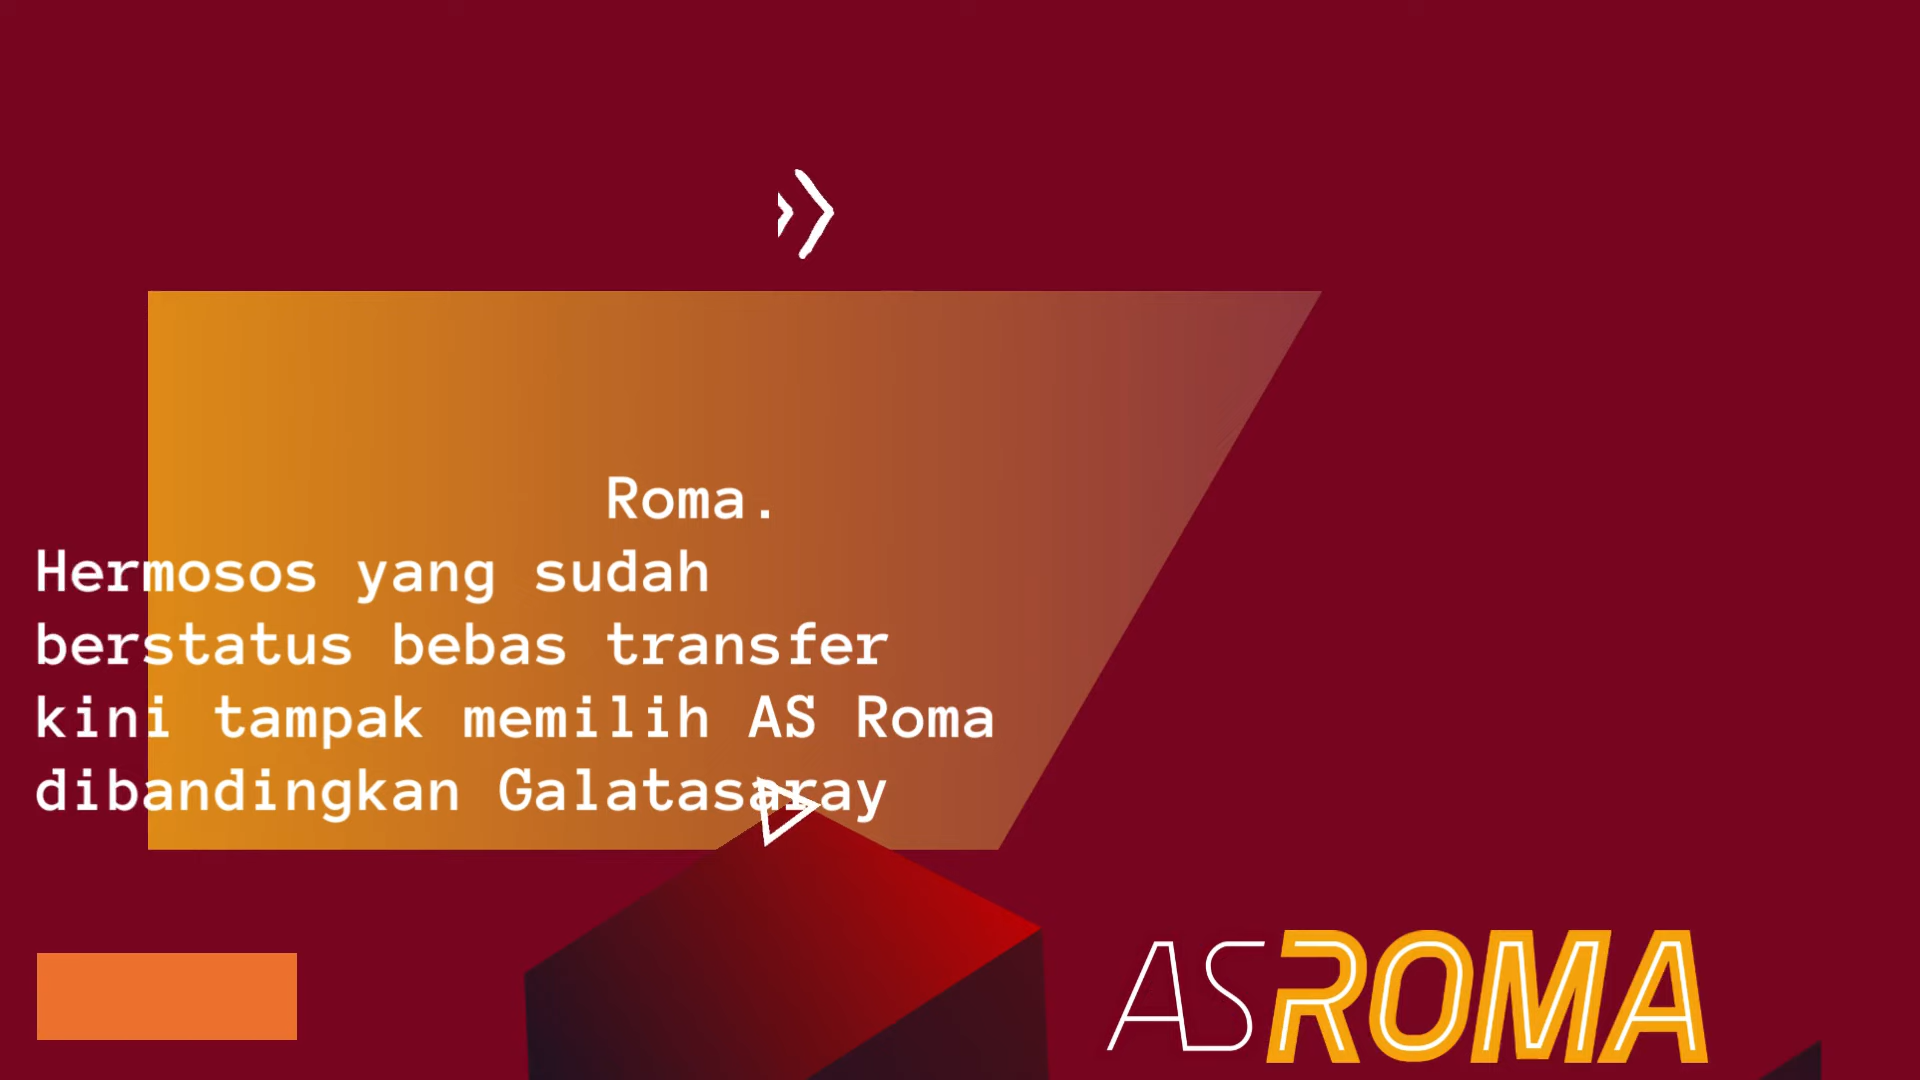 Roma.
Hermosos yang sudah
berstatus bebas transfer
kini tampak memilih AS Roma
dibandingkan Galatasaray
ASROMA